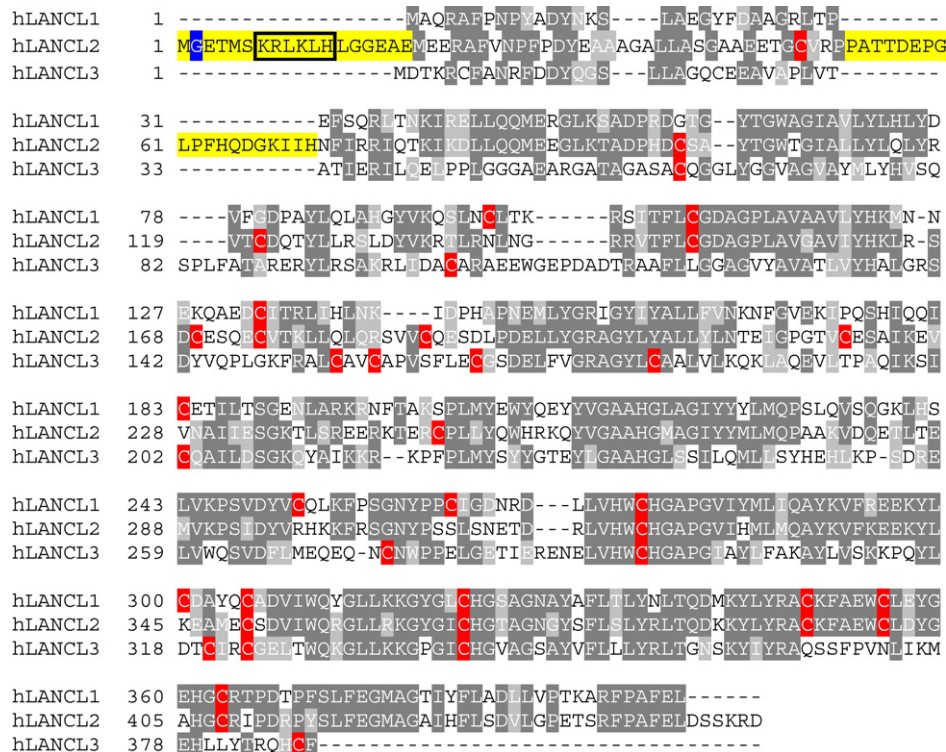 hLANCL1 1 ------------------MAQRAFPNPYADYNKS----LAEGYFDAAGRLTP--------
hLANCL2 1 MGETMSKRLKLHLGGEAEMEERAFVNPFPDYEAAAGALLASGAAEETGCVRPPATTDEPG
hLANCL3 1 -----------------MDTKRCFANRFDDYQGS---LLAGQCEEAVAPLVT--------
hLANCL1 31 -----------EFSQRLTNKIRELLQQMERGLKSADPRDGTG--YTGWAGIAVLYLHLYD
hLANCL2 61 LPFHQDGKIIHNFIRRIQTKIKDLLQQMEEGLKTADPHDCSA--YTGWTGIALLYLQLYR
hLANCL3 33 -----------ATIERILQELPPLGGGAEARGATAGASACQGGLYGGVAGVAYMLYHVSQ
hLANCL1 78 ----VFGDPAYLQLAHGYVKQSLNCLTK------RSITFLCGDAGPLAVAAVLYHKMN-N
hLANCL2 119 ----VTCDQTYLLRSLDYVKRTLRNLNG------RRVTFLCGDAGPLAVGAVIYHKLR-S
hLANCL3 82 SPLFATARERYLRSAKRLIDACARAEEWGEPDADTRAAFLLGGAGVYAVATLVYHALGRS
hLANCL1 127 EKQAEDCITRLIHLNK----IDPHAPNEMLYGRIGYIYALLFVNKNFGVEKIPQSHIQQI
hLANCL2 168 DCESQECVTKLLQLQRSVVCQESDLPDELLYGRAGYLYALLYLNTEIGPGTVCESAIKEV
hLANCL3 142 DYVQPLGKFRALCAVCAPVSFLECGSDELFVGRAGYLCAALVLKQKLAQEVLTPAQIKSI
hLANCL1 183 CETILTSGENLARKRNFTAKSPLMYEWYQEYYVGAAHGLAGIYYYLMQPSLQVSQGKLHS
hLANCL2 228 VNAIIESGKTLSREERKTERCPLLYQWHRKQYVGAAHGMAGIYYMLMQPAAKVDQETLTE
hLANCL3 202 CQAILDSGKQYAIKKR--KPFPLMYSYYGTEYLGAAHGLSSILQMLLSYHEHLKP-SDRE
hLANCL1 243 LVKPSVDYVCQLKFPSGNYPPCIGDNRD---LLVHWCHGAPGVIYMLIQAYKVFREEKYL
hLANCL2 288 MVKPSIDYVRHKKFRSGNYPSSLSNETD---RLVHWCHGAPGVIHMLMQAYKVFKEEKYL
hLANCL3 259 LVWQSVDFLMEQEQ-NCNWPPELGETIERENELVHWCHGAPGIAYLFAKAYLVSKKPQYL
hLANCL1 300 CDAYQCADVIWQYGLLKKGYGLCHGSAGNAYAFLTLYNLTQDMKYLYRACKFAEWCLEYG
hLANCL2 345 KEAMECSDVIWQRGLLRKGYGICHGTAGNGYSFLSLYRLTQDKKYLYRACKFAEWCLDYG
hLANCL3 318 DTCIRCGELTWQKGLLKKGPGICHGVAGSAYVFLLLYRLTGNSKYIYRAQSSFPVNLIKM
hLANCL1 360 EHGCRTPDTPFSLFEGMAGTIYFLADLLVPTKARFPAFEL------
hLANCL2 405 AHGCRIPDRPYSLFEGMAGAIHFLSDVLGPETSRFPAFELDSSKRD
hLANCL3 378 EHLLYTRQHCF-----------------------------------